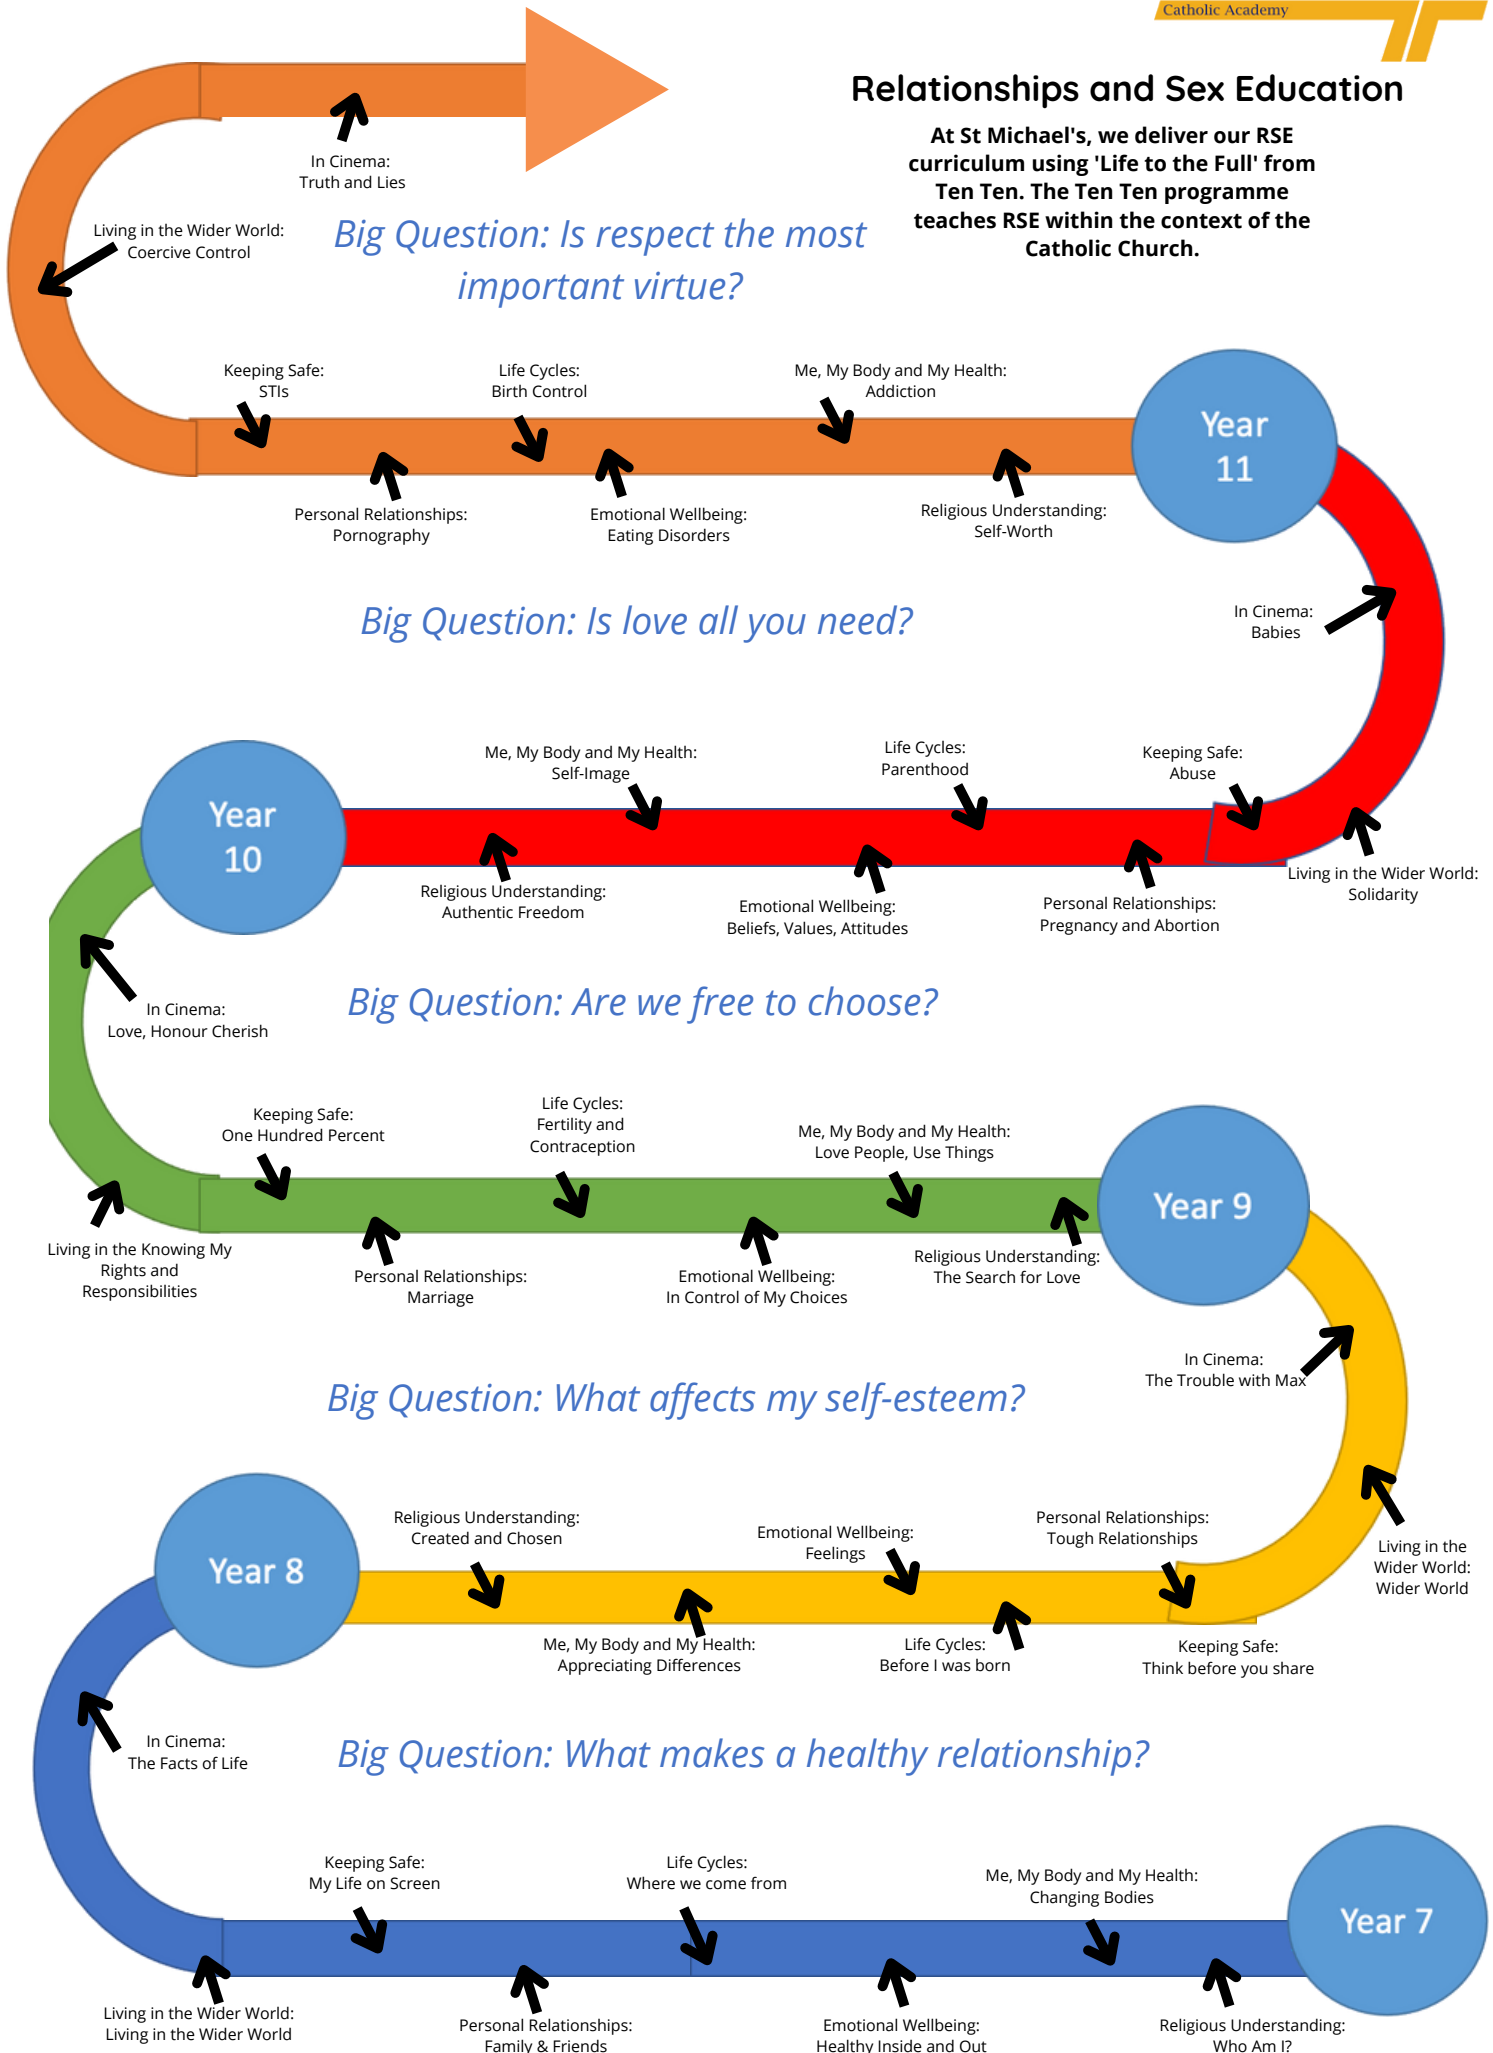 Catholic Academy
Relationships and Sex Education
At St Michael's, we deliver our RSE
curriculum using 'Life to the Full' from
Ten Ten. The Ten Ten programme
teaches RSE within the context of the
Catholic Church.
In Cinema:
Truth and Lies
Living in the Wider World:
Coercive Control
Big Question: Is respect the most
important virtue?
Keeping Safe:
STIs
Life Cycles:
Birth Control
Me, My Body and My Health:
Addiction
Year
11
Personal Relationships:
Pornography
Emotional Wellbeing:
Eating Disorders
Religious Understanding:
Self-Worth
Big Question: Is love all you need?
In Cinema:
Babies
Year
10
Me, My Body and My Health:
Self-Image
Life Cycles:
Parenthood
Keeping Safe:
Abuse
Religious Understanding:
Authentic Freedom
Emotional Wellbeing:
Beliefs, Values, Attitudes
Personal Relationships:
Pregnancy and Abortion
Living in the Wider World:
Solidarity
In Cinema:
Love, Honour Cherish
Big Question: Are we free to choose?
Keeping Safe:
One Hundred Percent
Life Cycles:
Fertility and
Contraception
Me, My Body and My Health:
Love People, Use Things
Year 9
Living in the Knowing My
Rights and
Responsibilities
Personal Relationships:
Marriage
Emotional Wellbeing:
In Control of My Choices
Religious Understanding:
The Search for Love
In Cinema:
The Trouble with Max
Big Question: What affects my self-esteem?
Year 8
Religious Understanding:
Created and Chosen
Emotional Wellbeing:
Feelings
Personal Relationships:
Tough Relationships
Living in the
Wider World:
Wider World
Me, My Body and My Health:
Appreciating Differences
Life Cycles:
Before I was born
Keeping Safe:
Think before you share
In Cinema:
The Facts of Life
Big Question: What makes a healthy relationship?
Keeping Safe:
My Life on Screen
Life Cycles:
Where we come from
Me, My Body and My Health:
Changing Bodies
Year 7
Living in the Wider World:
Living in the Wider World
Personal Relationships:
Family & Friends
Emotional Wellbeing:
Healthy Inside and Out
Religious Understanding:
Who Am I?